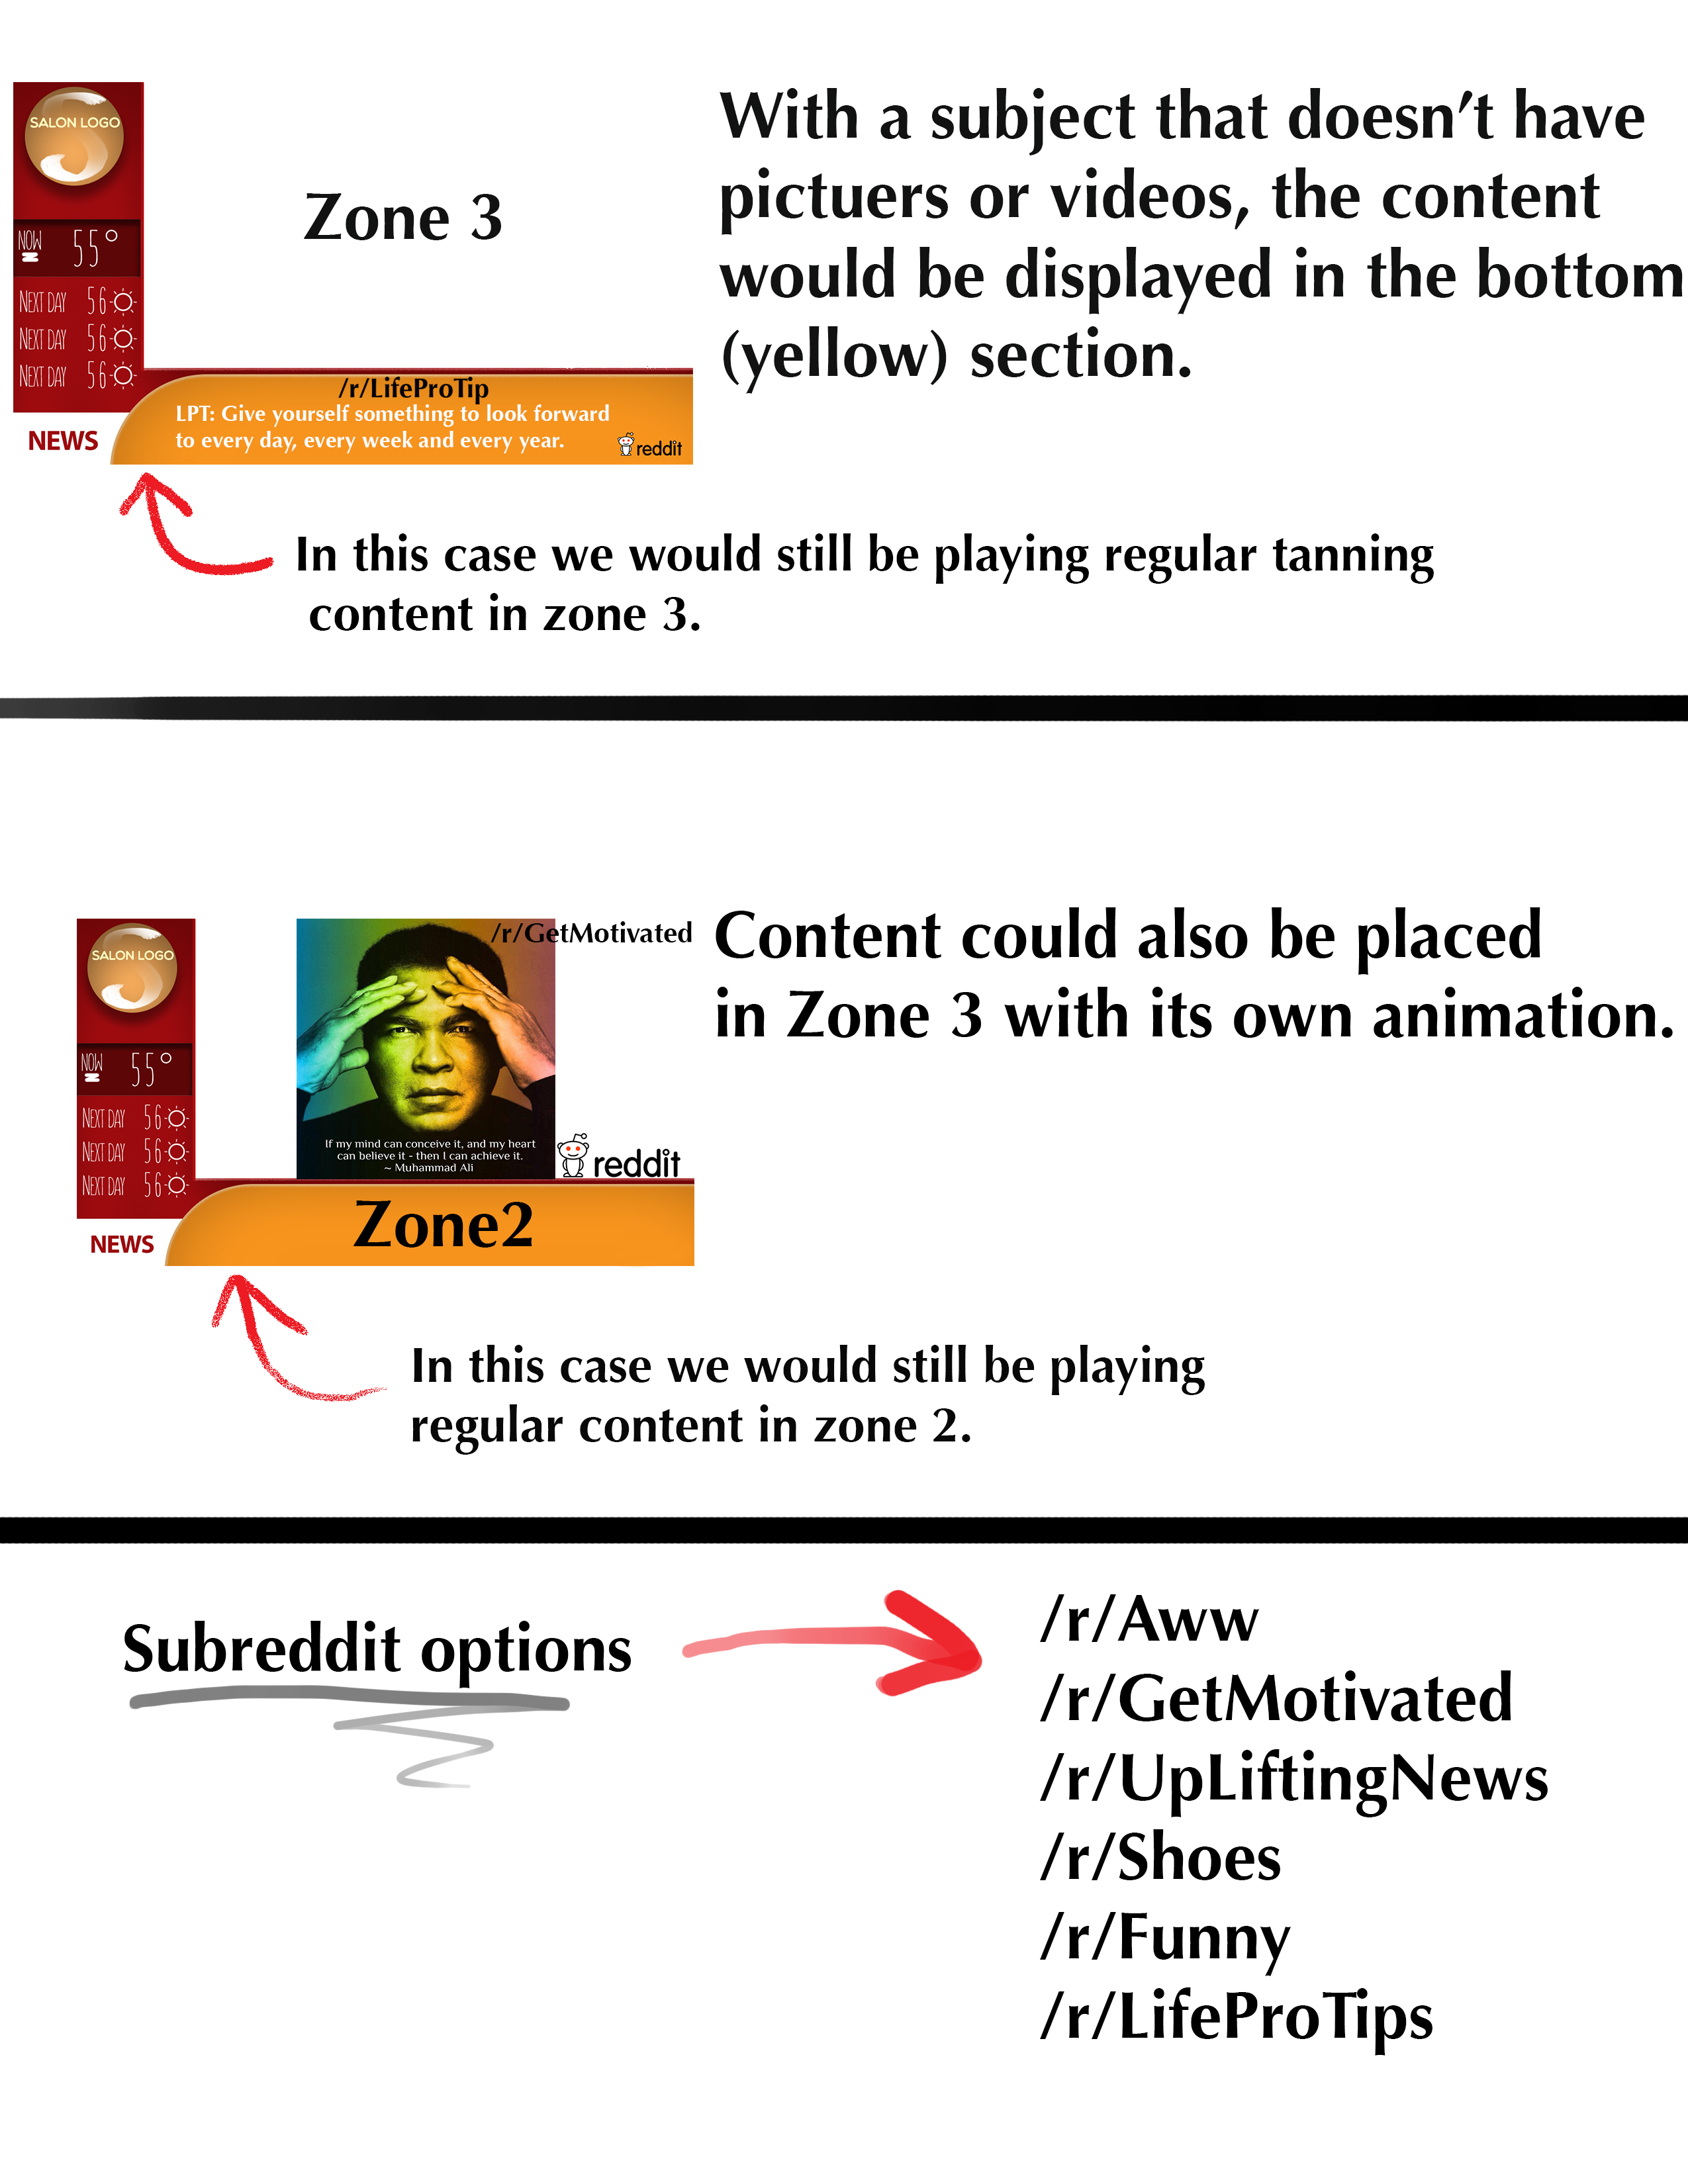 SALON LOGO
NOW 55°
NEXT DAY 56
NEXT DAY 56
NEXT DAY 56
NEWS
Zone 3
/r/LifeProTip
LPT: Give yourself something to look forward
to every day, every week and every year.
reddit
With a subject that doesn’t have
pictuers or videos, the content
would be displayed in the bottom
(yellow) section.
In this case we would still be playing regular tanning
content in zone 3.
SALON LOGO
NOW 55°
NEXT DAY 56
NEXT DAY 56
NEXT DAY 56
NEWS
/r/GetMotivated
If my mind can conceive it, and my heart
can believe it - then I can achieve it.
~ Muhammad Ali
reddit
Zone2
Content could also be placed
in Zone 3 with its own animation.
In this case we would still be playing
regular content in zone 2.
Subreddit options
/r/Aww
/r/GetMotivated
/r/UpLiftingNews
/r/Shoes
/r/Funny
/r/LifeProTips